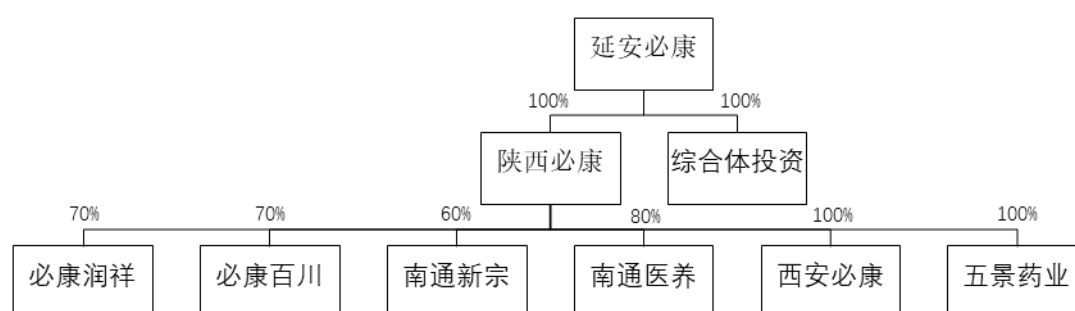 延安必康
100% 100%
陕西必康 综合体投资
70% 70% 60% 80% 100% 100%
必康润祥 必康百川 南通新宗 南通医养 西安必康 五景药业